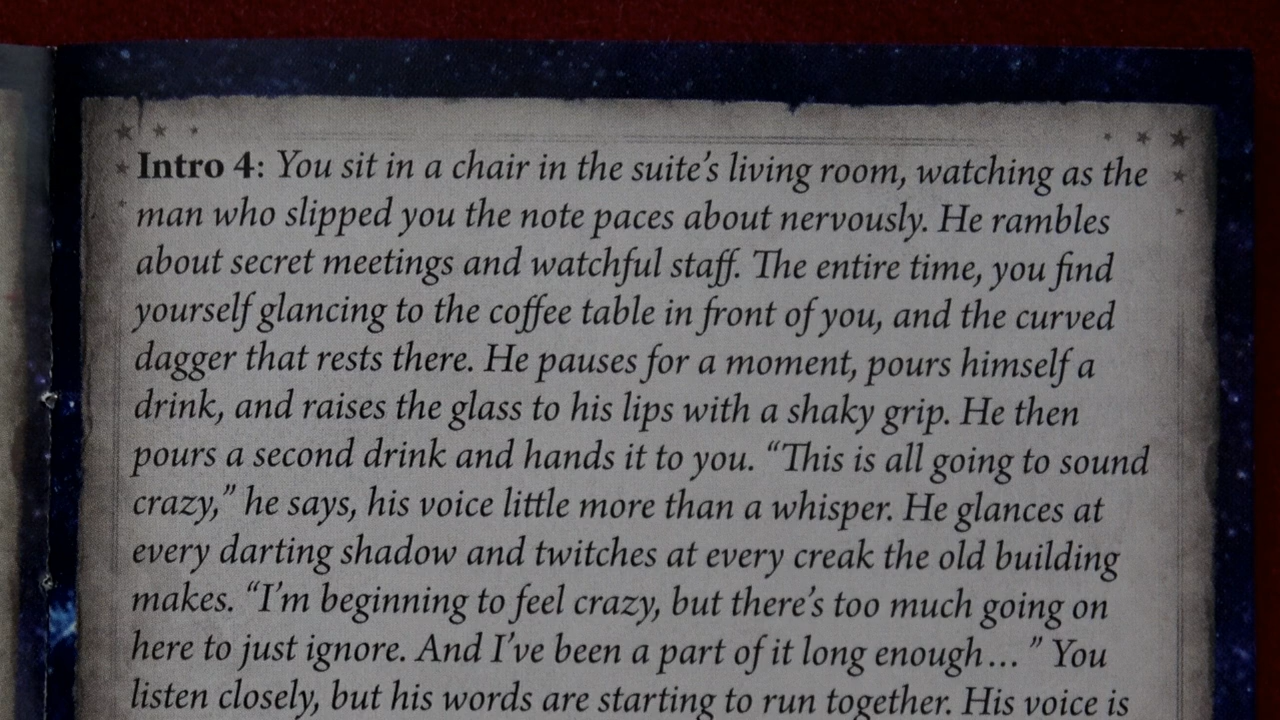 Intro 4: You sit in a chair in the suite’s living room, watching as the
man who slipped you the note paces about nervously. He rambles
about secret meetings and watchful staff. The entire time, you find
yourself glancing to the coffee table in front of you, and the curved
dagger that rests there. He pauses for a moment, pours himself a
drink, and raises the glass to his lips with a shaky grip. He then
pours a second drink and hands it to you. “This is all going to sound
crazy,” he says, his voice little more than a whisper. He glances at
every darting shadow and twitches at every creak the old building
makes. “I’m beginning to feel crazy, but there’s too much going on
here to just ignore. And I’ve been a part of it long enough… ” You
listen closely, but his words are starting to run together. His voice is